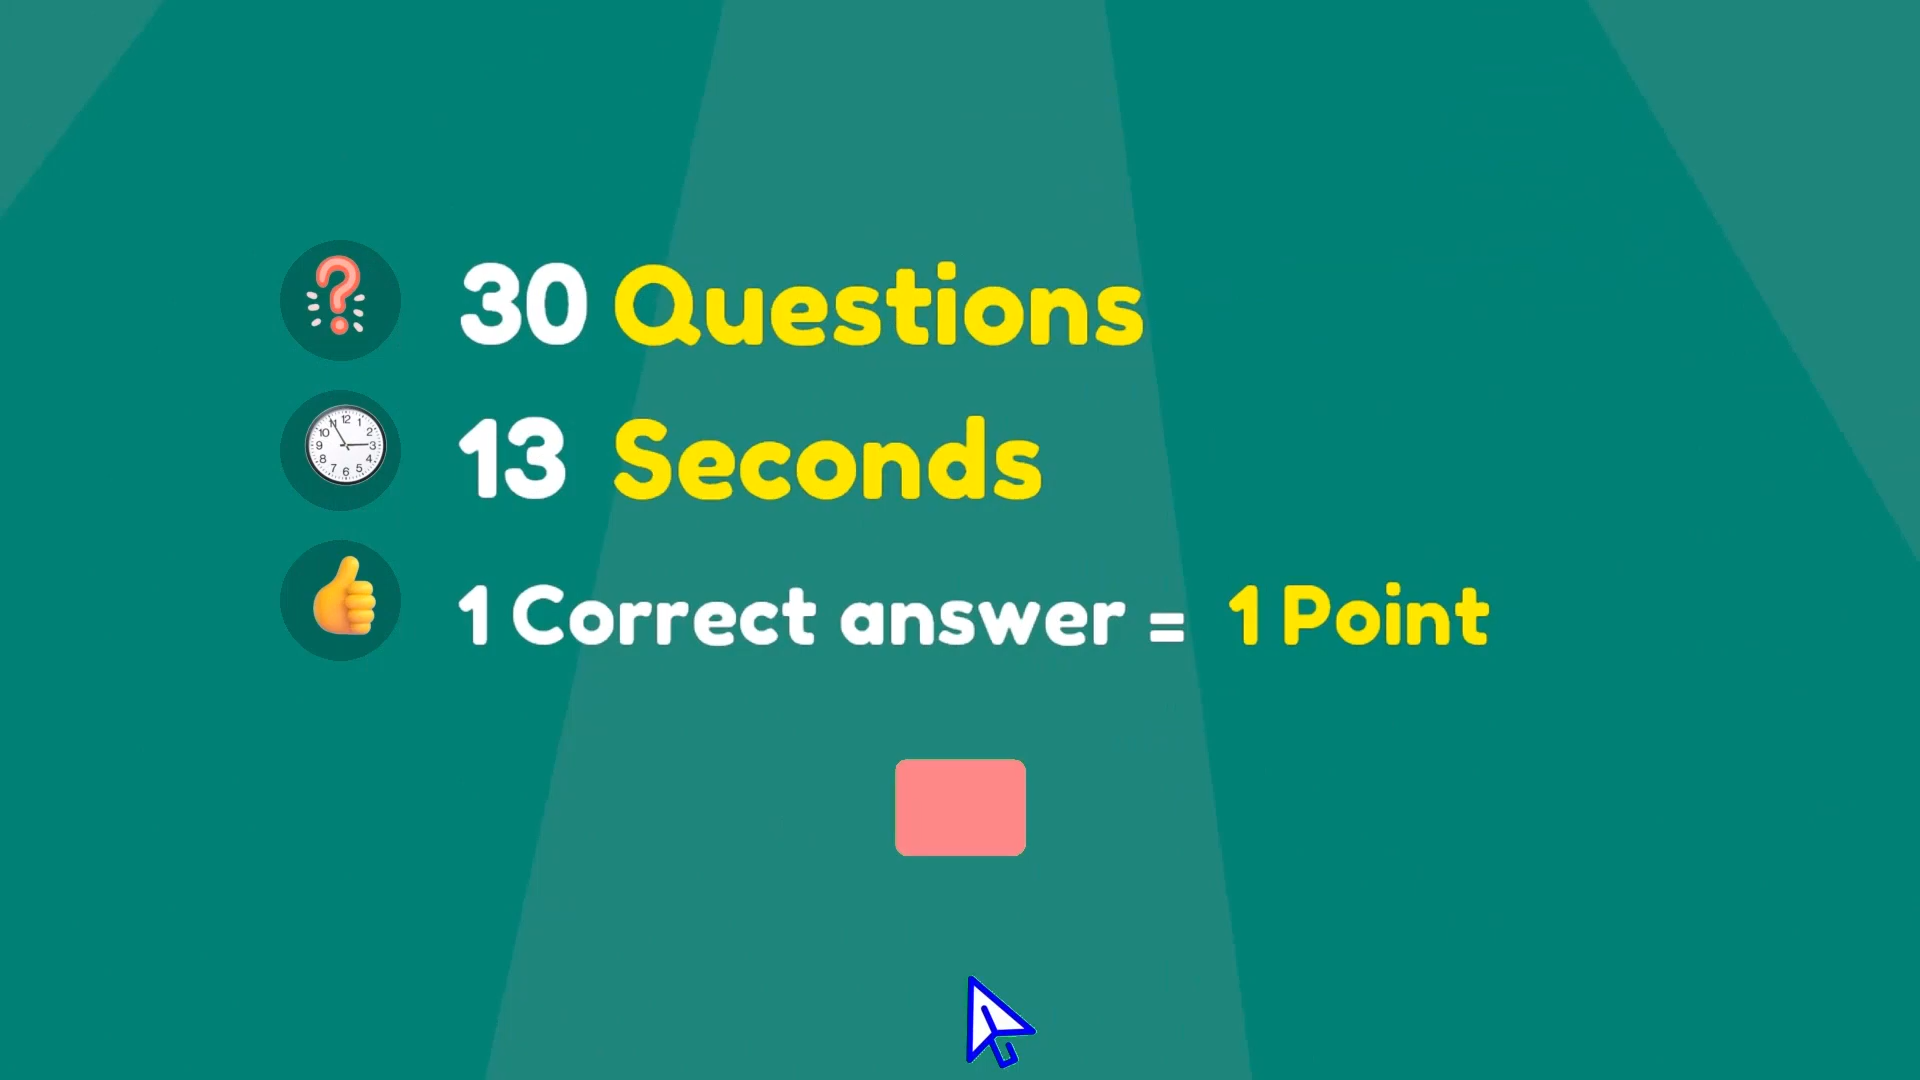 30 Questions
13 Seconds
1 Correct answer = 1 Point